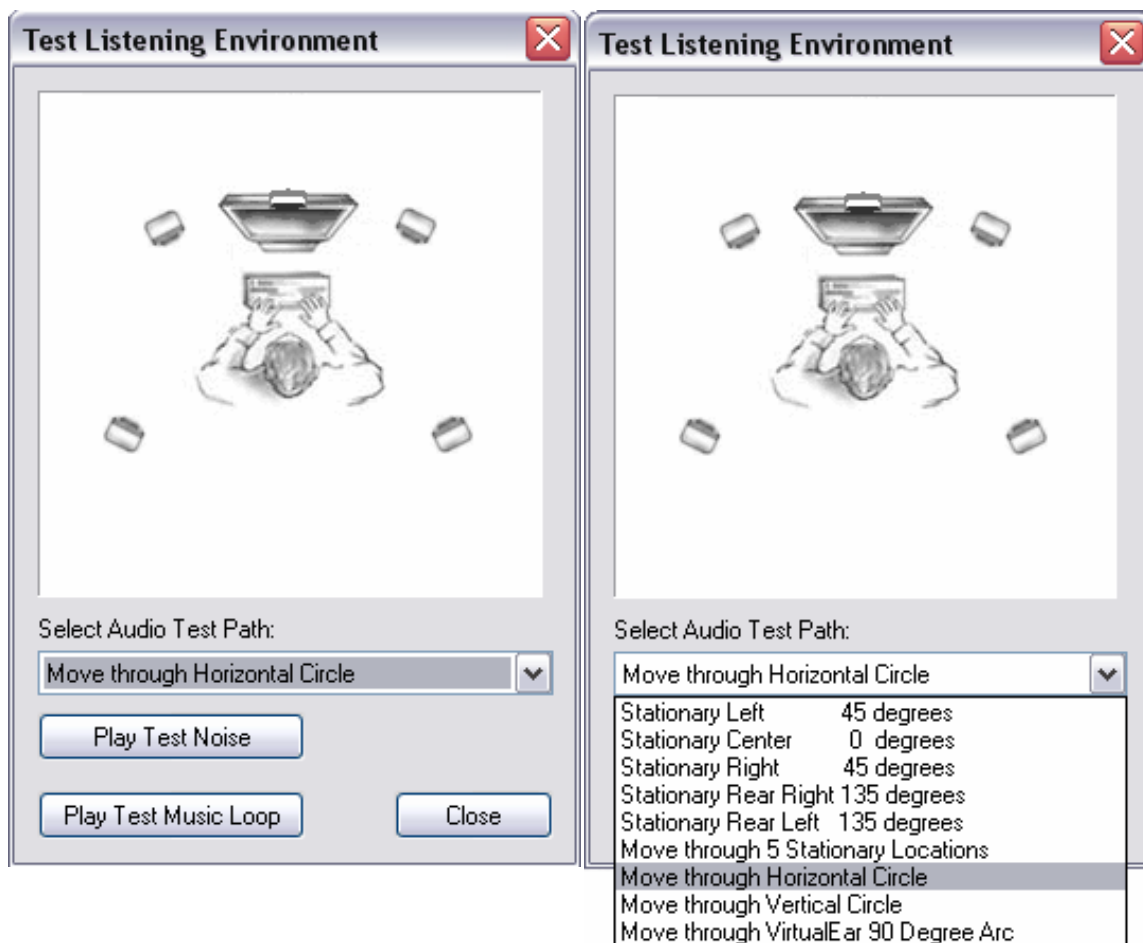 Test Listening Environment
Select Audio Test Path:
Move through Horizontal Circle
Play Test Noise
Play Test Music Loop
Close
Test Listening Environment
Select Audio Test Path:
Move through Horizontal Circle
Stationary Left 45 degrees
Stationary Center 0 degrees
Stationary Right 45 degrees
Stationary Rear Right 135 degrees
Stationary Rear Left 135 degrees
Move through 5 Stationary Locations
Move through Horizontal Circle
Move through Vertical Circle
Move through VirtualEar 90 Degree Arc